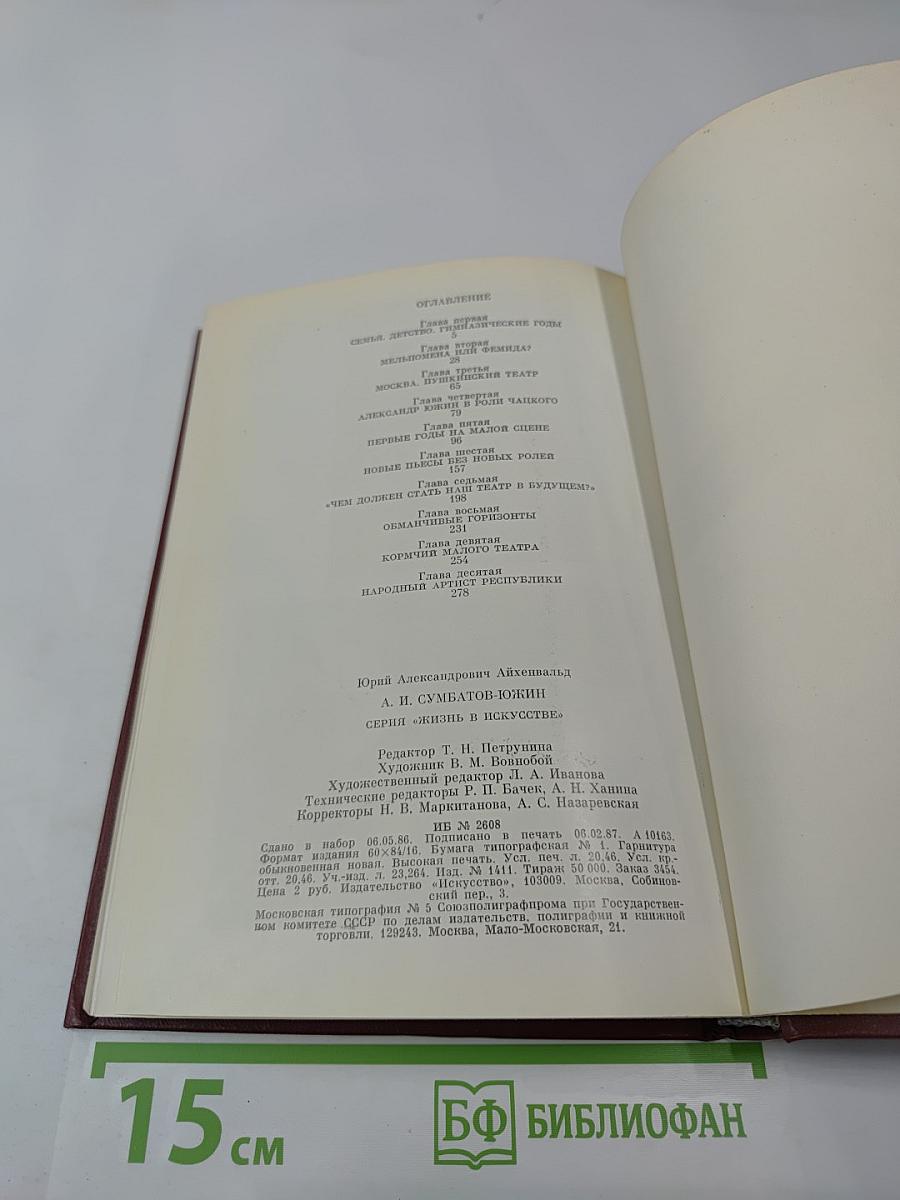 ОГЛАВЛЕНИЕ
Глава первая
СЕМЬЯ. ДЕТСТВО. ГИМНАЗИЧЕСКИЕ ГОДЫ
5
Глава вторая
МЕЛЬПОМЕНА ИЛИ ФЕМИДА?
28
Глава третья
МОСКВА. ПУШКИНСКИЙ ТЕАТР
65
Глава четвертая
АЛЕКСАНДР ЮЖИН В РОЛИ ЧАЦКОГО
79
Глава пятая
ПЕРВЫЕ ГОДЫ НА МАЛОЙ СЦЕНЕ
96
Глава шестая
НОВЫЕ ПЬЕСЫ БЕЗ НОВЫХ РОЛЕЙ
157
Глава седьмая
«ЧЕМ ДОЛЖЕН СТАТЬ НАШ ТЕАТР В БУДУЩЕМ?»
198
Глава восьмая
ОБМАНЧИВЫЕ ГОРИЗОНТЫ
231
Глава девятая
КОРМЧИЙ МАЛОГО ТЕАТРА
254
Глава десятая
НАРОДНЫЙ АРТИСТ РЕСПУБЛИКИ
278
Юрий Александрович Айхенвальд
А. И. СУМБАТОВ-ЮЖИН
СЕРИЯ «ЖИЗНЬ В ИСКУССТВЕ»
Редактор Т. Н. Петрунина
Художник В. М. Вовнобой
Художественный редактор Л. А. Иванова
Технические редакторы Р. П. Бачек, А. Н. Ханина
Корректоры Н. В. Маркитанова, А. С. Назаревская
ИБ № 2608
Сдано в набор 06.05.86. Подписано в печать 06.02.87. А 10163.
Формат издания 60×84/16. Бумага типографская № 1. Гарнитура
обыкновенная новая. Высокая печать. Усл. печ. л. 20,46. Усл. кр.-
отт. 20,46. Уч.-изд. л. 23,264. Изд. № 1411. Тираж 50 000. Заказ 3454.
Цена 2 руб. Издательство «Искусство», 103009. Москва, Собинов-
ский пер., 3.
Московская типография № 5 Союзполиграфпрома при Государствен-
ном комитете СССР по делам издательств, полиграфии и книжной
торговли. 129243. Москва, Мало-Московская, 21.
15 см
БФ БИБЛИОФАН